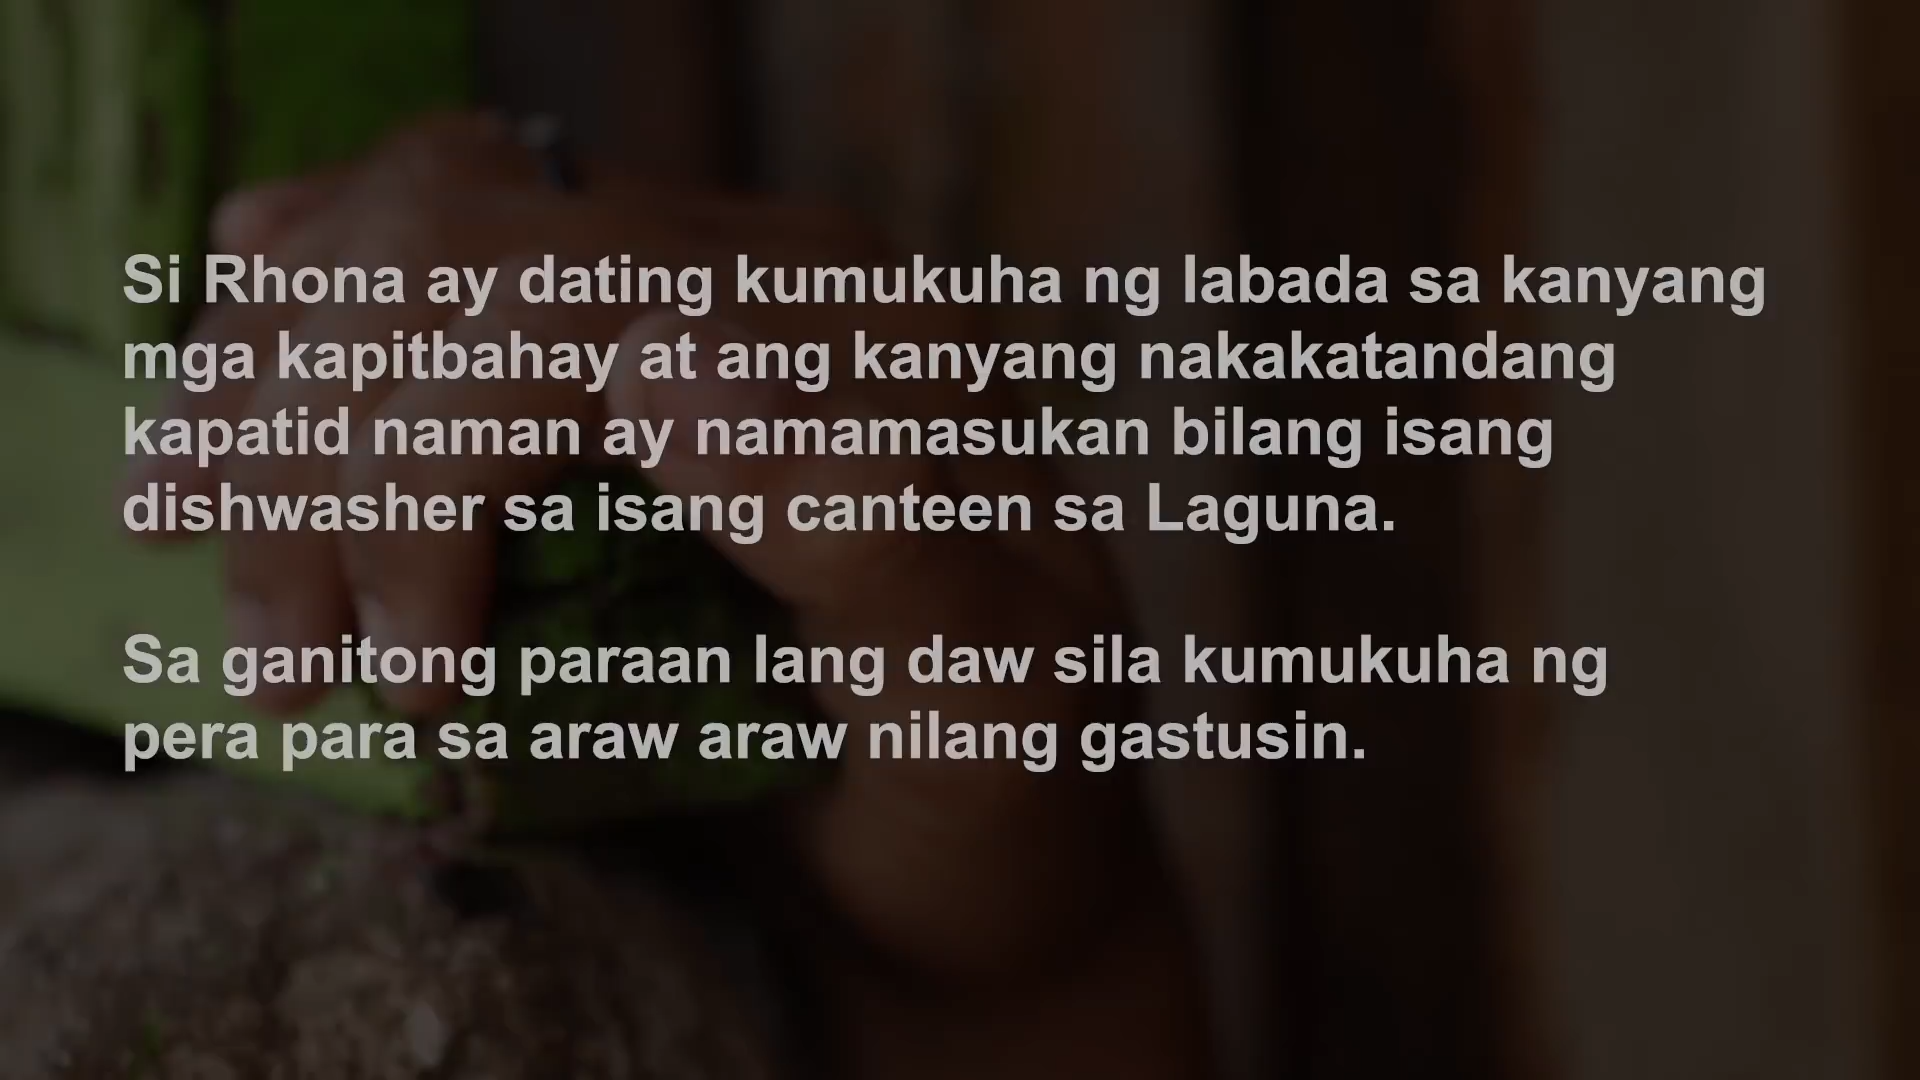 Si Rhona ay dating kumukuha ng labada sa kanyang
mga kapitbahay at ang kanyang nakakatandang
kapatid naman ay namamasukan bilang isang
dishwasher sa isang canteen sa Laguna.
Sa ganitong paraan lang daw sila kumukuha ng
pera para sa araw araw nilang gastusin.